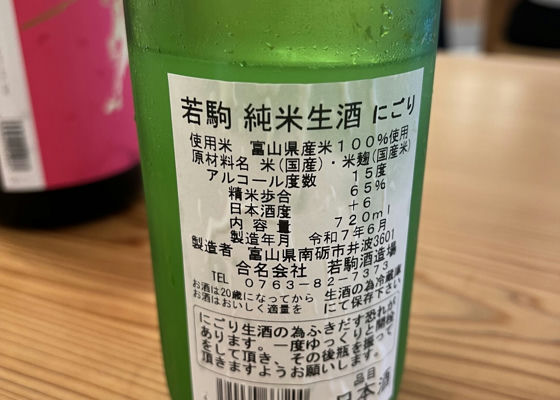 若駒 純米生酒 にごり
使用米 富山県産米100%使用
原材料名 米(国産)・米麹(国産米)
アルコール度数 15度
精米歩合 65%
日本酒度 +6
内容量 720ml
製造年月 令和7年6月
製造者 富山県南砺市井波3601
合名会社 若駒酒造場
TEL 0763-82-7373
お酒は20歳になってから
お酒はおいしく適量を
生酒の為冷蔵庫
にて保存下さい
にごり生酒の為ふきだす恐れが
あります。一度ゆっくりと開栓
をして頂き、その後瓶を振って
頂きますようお願いします。
品目
日本酒